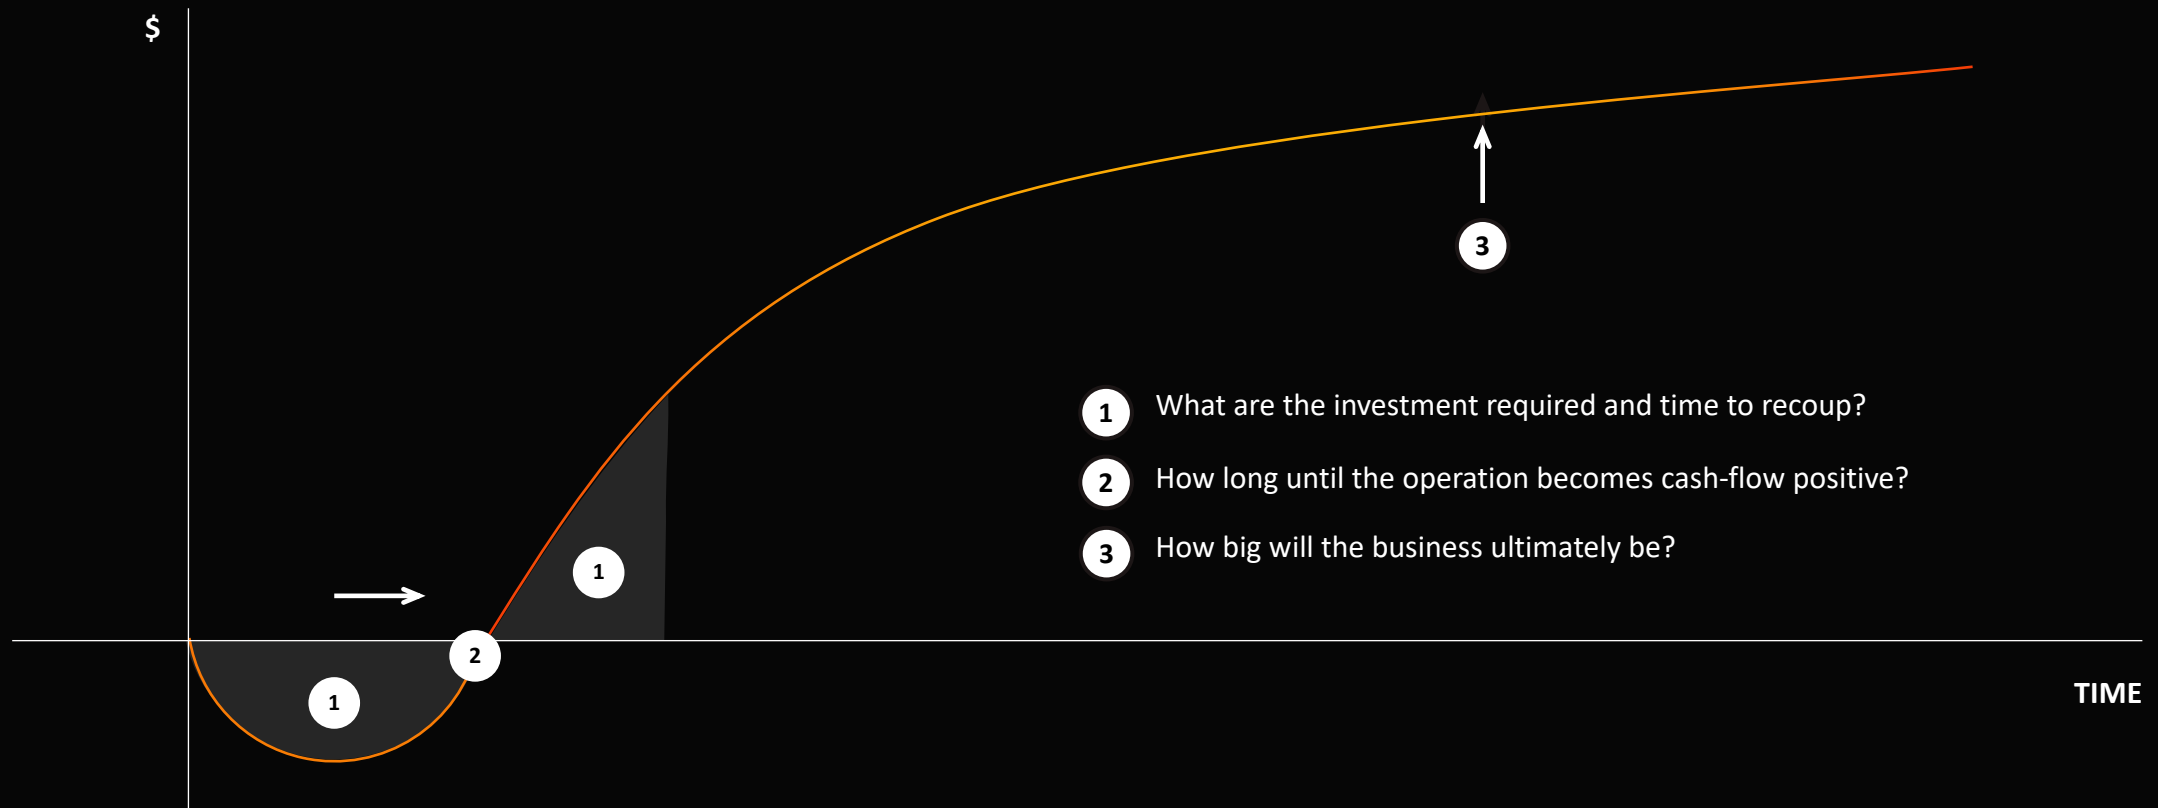 $
3
1 What are the investment required and time to recoup?
2 How long until the operation becomes cash-flow positive?
3 How big will the business ultimately be?
1
2
1
TIME